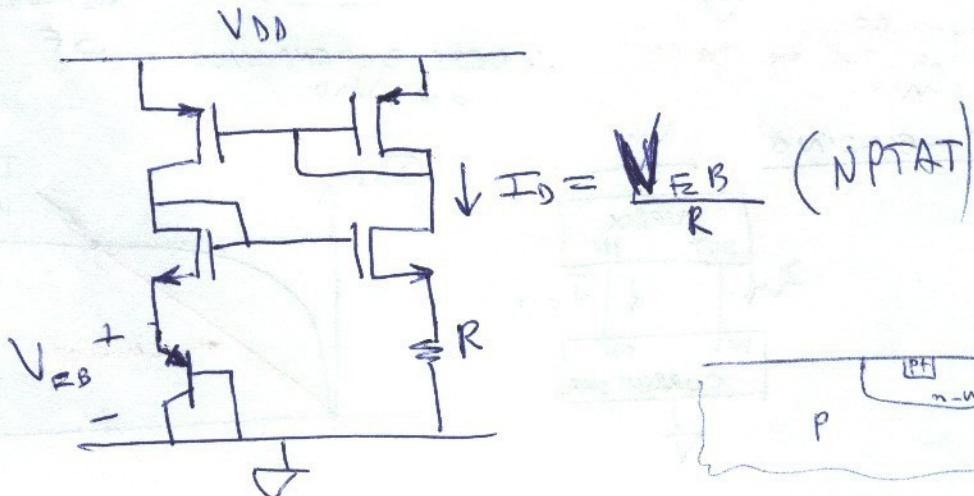 VDD
↓ ID = VEB / R (NPTAT)
+
VEB
-
R
p+
n-w
P